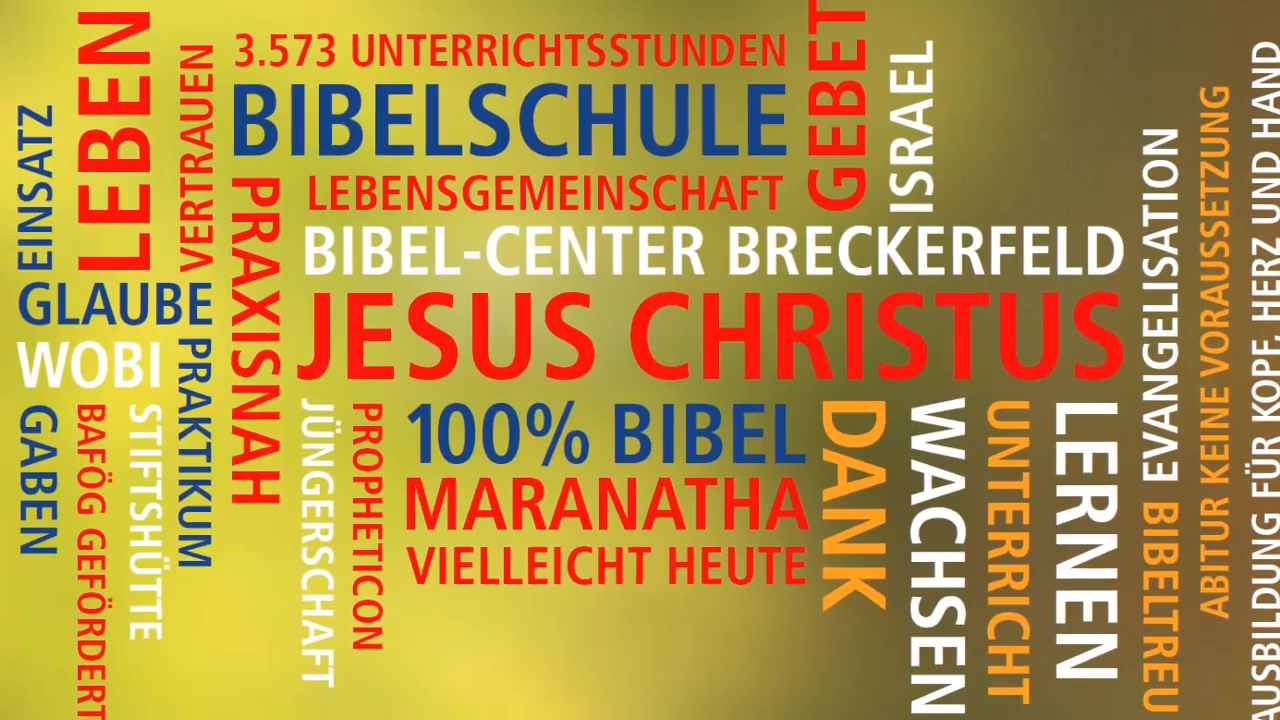 EINSATZ
LEBEN
VERTRAUEN
3.573 UNTERRICHTSSTUNDEN
BIBELSCHULE
LEBENSGEMEINSCHAFT
GEBET
ISRAEL
PRAXISNAH
BIBEL-CENTER BRECKERFELD
JESUS CHRISTUS
GLAUBE
WOBI
GABEN
BAFÖG GEFÖRDERT
STIFTSHÜTTE
PRAKTIKUM
JÜNGERSCHAFT
PROPHETICON
100% BIBEL
MARANATHA
VIELLEICHT HEUTE
DANK
WACHSEN
UNTERRICHT
LERNEN
EVANGELISATION
BIBELTREU
ABITUR KEINE VORAUSSETZUNG
AUSBILDUNG FÜR KOPF, HERZ UND HAND